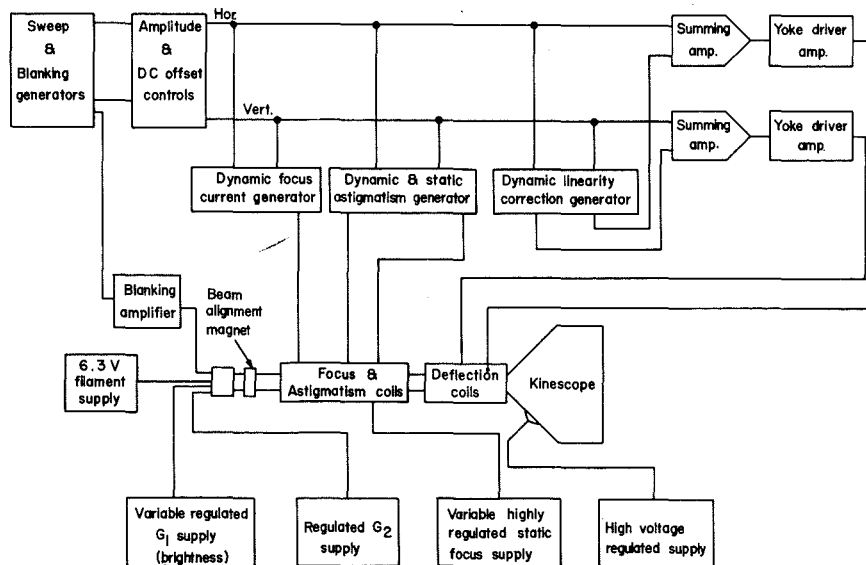 Sweep
&
Blanking
generators
Amplitude
&
DC offset
controls
Hor.
Vert.
Summing
amp.
Yoke driver
amp.
Summing
amp.
Yoke driver
amp.
Dynamic focus
current generator
Dynamic & static
astigmatism generator
Dynamic linearity
correction generator
Blanking
amplifier
Beam
alignment
magnet
6.3 V
filament
supply
Focus &
Astigmatism coils
Deflection
coils
Kinescope
Variable regulated
G1 supply
(brightness)
Regulated G2
supply
Variable highly
regulated static
focus supply
High voltage
regulated supply